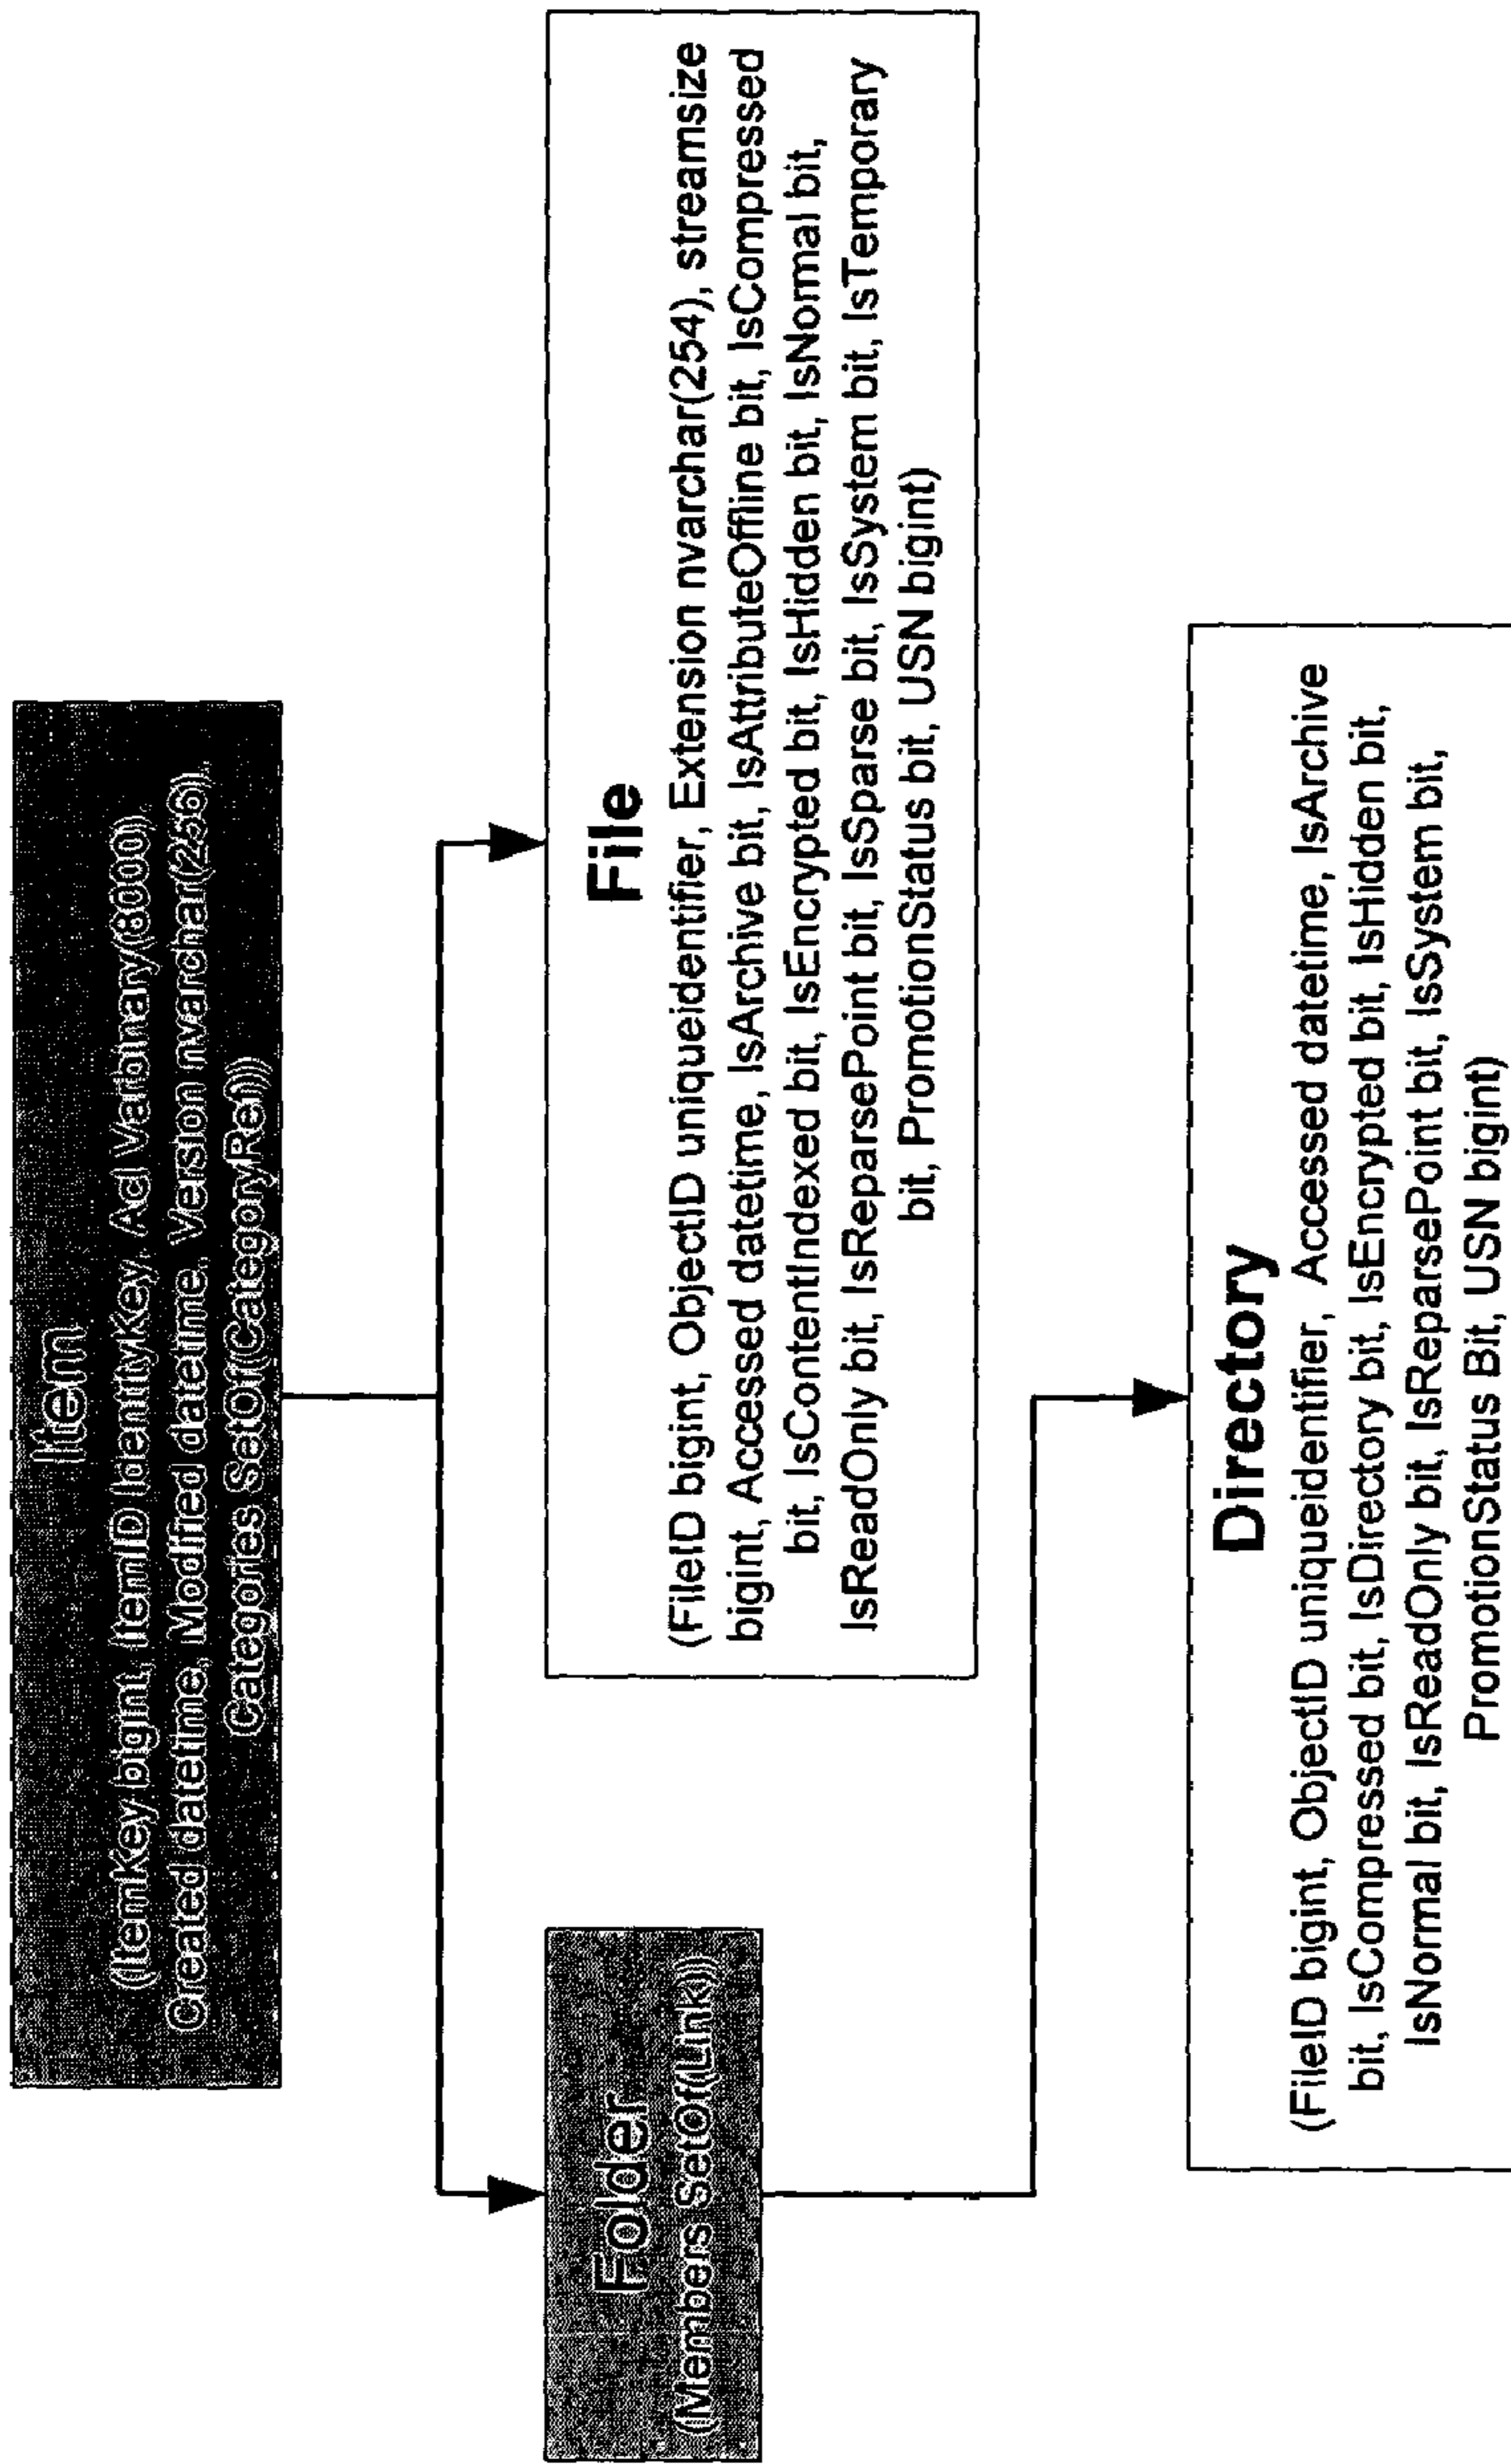 Item
(ItemKey bigint, ItemID IdentityKey, Acl Varbinary(8000),
Created datetime, Modified datetime, Version nvarchar(256),
Categories SetOf(CategoryRef))
Folder
(Members SetOf(Link))
File
(FileID bigint, ObjectID uniqueidentifier, Extension nvarchar(254), streamsize
bigint, Accessed datetime, IsArchive bit, IsAttributeOffline bit, IsCompressed
bit, IsContentIndexed bit, IsEncrypted bit, IsHidden bit, IsNormal bit,
IsReadOnly bit, IsReparsePoint bit, IsSparse bit, IsSystem bit, IsTemporary
bit, PromotionStatus bit, USN bigint)
Directory
(FileID bigint, ObjectID uniqueidentifier, Accessed datetime, IsArchive
bit, IsCompressed bit, IsDirectory bit, IsEncrypted bit, IsHidden bit,
IsNormal bit, IsReadOnly bit, IsReparsePoint bit, IsSystem bit,
PromotionStatus Bit, USN bigint)